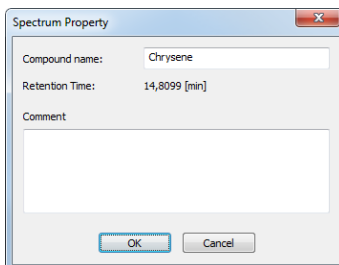 Spectrum Property
Compound name: Chrysene
Retention Time: 14,8099 [min]
Comment
OK Cancel